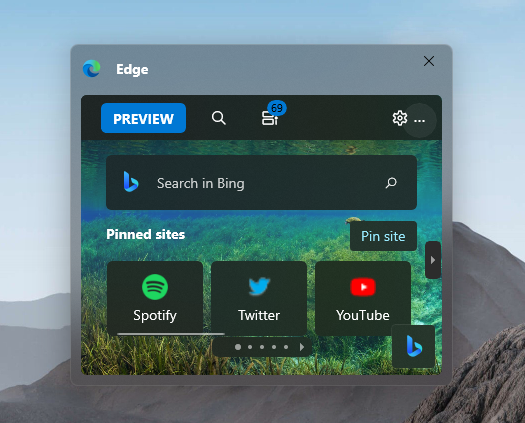 Edge
PREVIEW
69
...
Search in Bing
Pinned sites
Pin site
Spotify
Twitter
YouTube